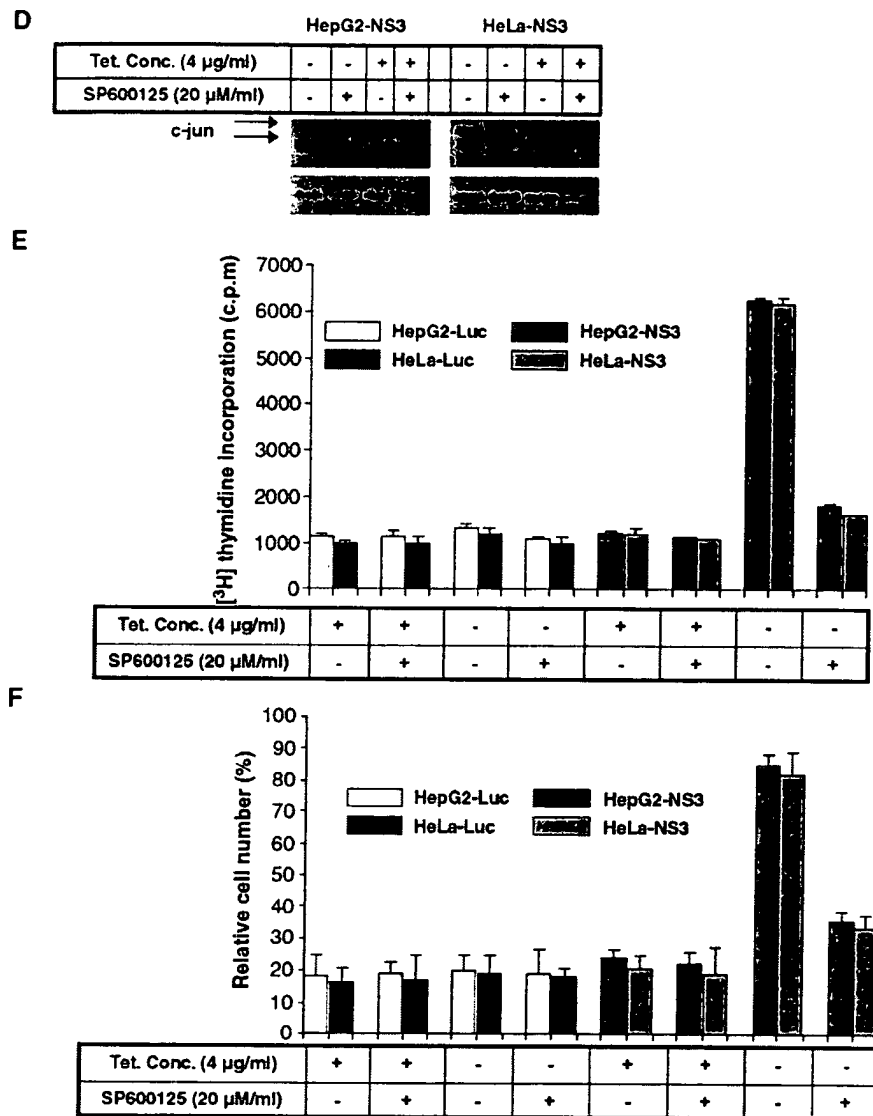 D
HepG2-NS3 HeLa-NS3
Tet. Conc. (4 µg/ml) - - + + - - + +
SP600125 (20 µM/ml) - + - + - + - +
c-jun
E
[³H] thymidine incorporation (c.p.m)
7000
6000
5000
4000
3000
2000
1000
0
HepG2-Luc HepG2-NS3
HeLa-Luc HeLa-NS3
Tet. Conc. (4 µg/ml) + + - - + + - -
SP600125 (20 µM/ml) - + - + - + - +
F
Relative cell number (%)
100
90
80
70
60
50
40
30
20
10
0
HepG2-Luc HepG2-NS3
HeLa-Luc HeLa-NS3
Tet. Conc. (4 µg/ml) + + - - + + - -
SP600125 (20 µM/ml) - + - + - + - +